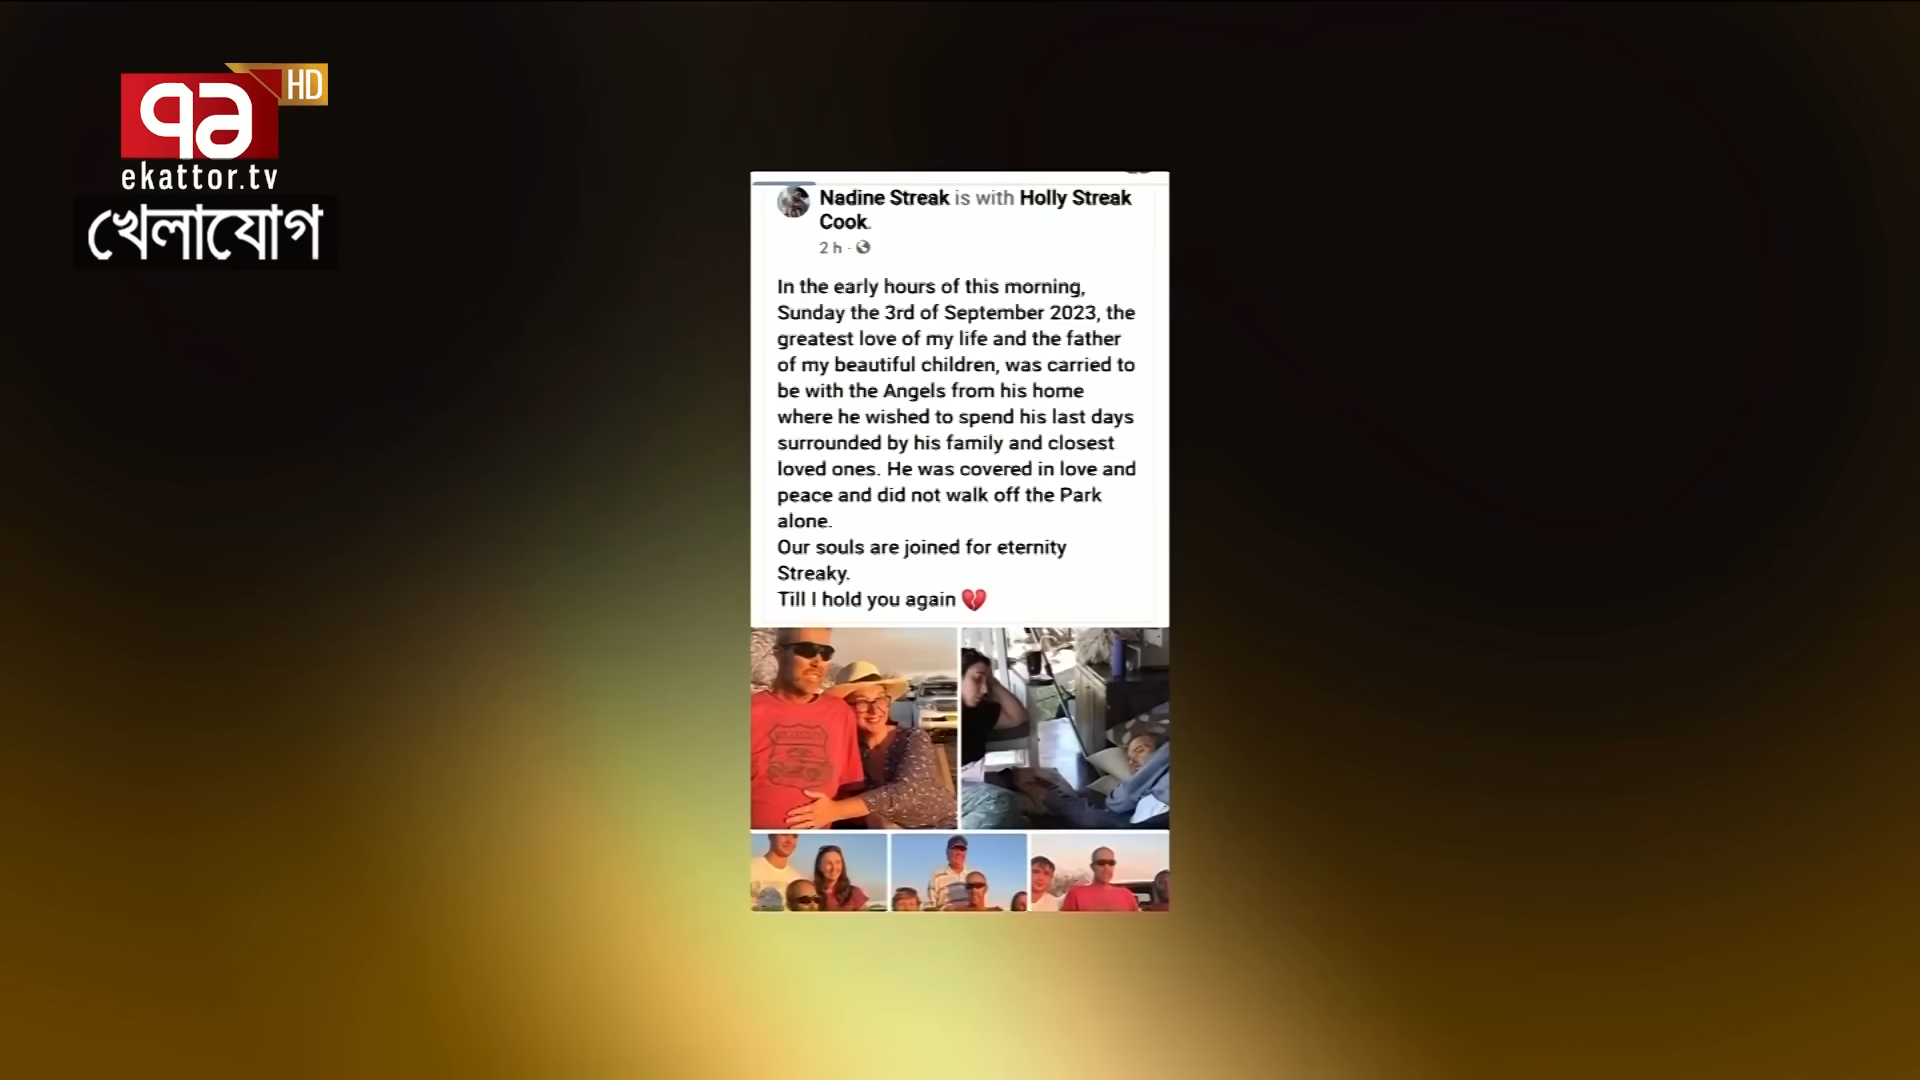 HD
৭১
ekattor.tv
খেলাযোগ
Nadine Streak is with Holly Streak
Cook.
2 h ·
In the early hours of this morning,
Sunday the 3rd of September 2023, the
greatest love of my life and the father
of my beautiful children, was carried to
be with the Angels from his home
where he wished to spend his last days
surrounded by his family and closest
loved ones. He was covered in love and
peace and did not walk off the Park
alone.
Our souls are joined for eternity
Streaky.
Till I hold you again 💔